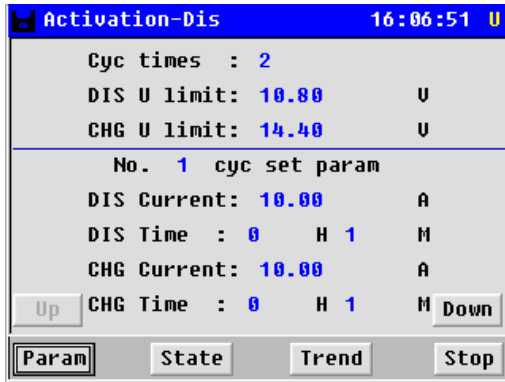 Activation-Dis 16:06:51 U
Cyc times : 2
DIS U limit: 10.80 V
CHG U limit: 14.40 V
No. 1 cyc set param
DIS Current: 10.00 A
DIS Time : 0 H 1 M
CHG Current: 10.00 A
Up CHG Time : 0 H 1 M Down
Param State Trend Stop